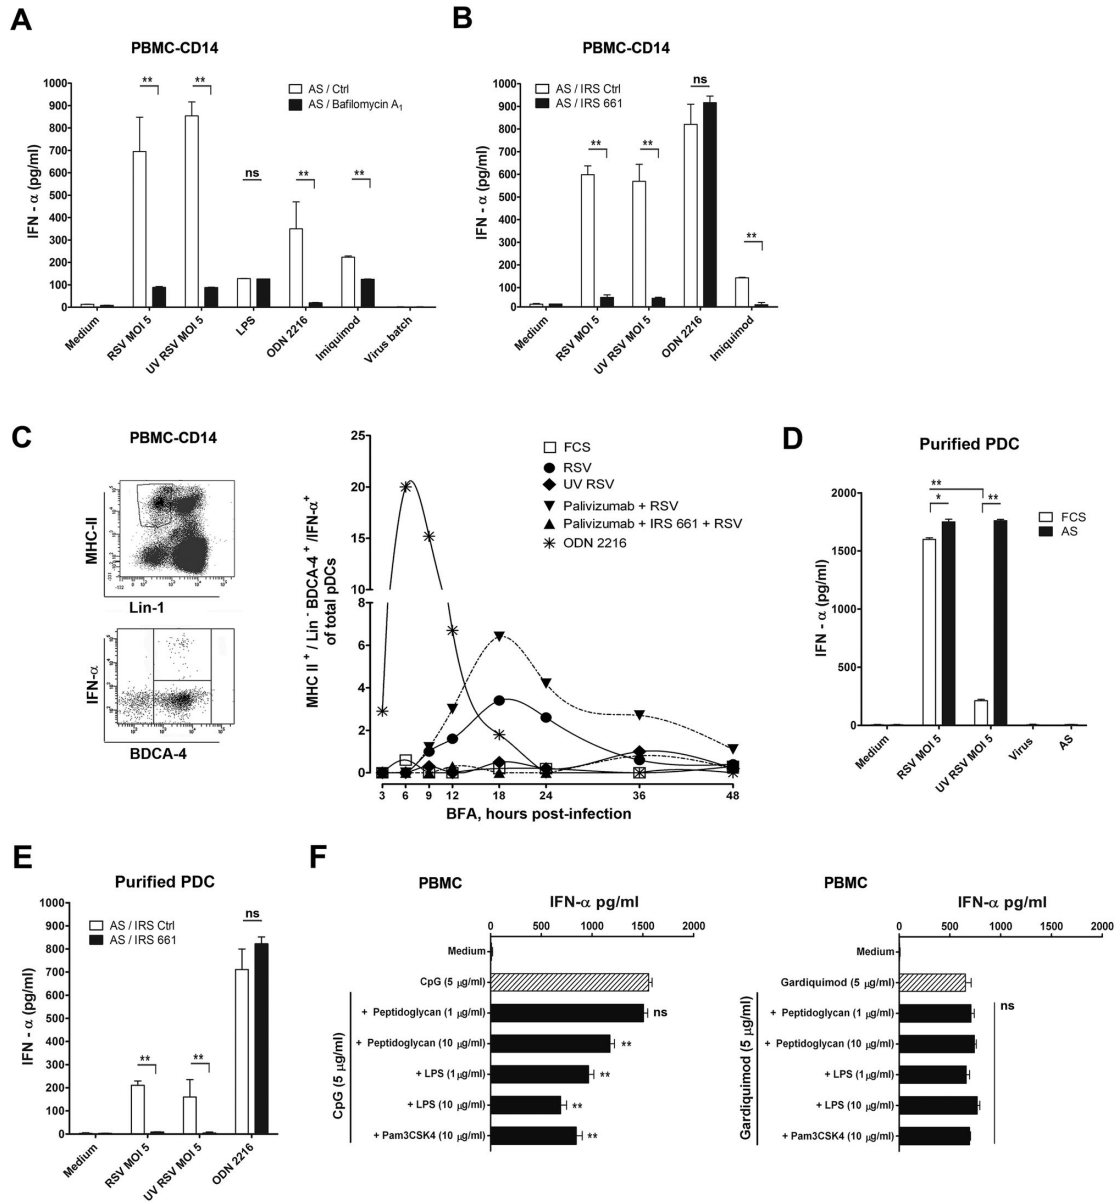 A
PBMC-CD14
AS / Ctrl
AS / Bafilomycin A1
IFN - α (pg/ml)
1000
900
800
700
600
500
400
300
200
100
0
** ** ns ** **
Medium
RSV MOI 5
UV RSV MOI 5
LPS
ODN 2216
Imiquimod
Virus batch
B
PBMC-CD14
AS / IRS Ctrl
AS / IRS 661
IFN - α (pg/ml)
1000
900
800
700
600
500
400
300
200
100
0
** ** ns **
Medium
RSV MOI 5
UV RSV MOI 5
ODN 2216
Imiquimod
C
PBMC-CD14
MHC-II
Lin-1
IFN-α
BDCA-4
MHC II+ / Lin- BDCA-4+ /IFN-α+
of total pDCs
25
20
15
10
8
6
4
2
0
FCS
RSV
UV RSV
Palivizumab + RSV
Palivizumab + IRS 661 + RSV
ODN 2216
3 6 9 12 18 24 36 48
BFA, hours post-infection
D
Purified PDC
FCS
AS
IFN - α (pg/ml)
2000
1500
1000
500
0
**
* **
Medium
RSV MOI 5
UV RSV MOI 5
Virus
AS
E
Purified PDC
AS / IRS Ctrl
AS / IRS 661
IFN - α (pg/ml)
1000
900
800
700
600
500
400
300
200
100
0
** ** ns
Medium
RSV MOI 5
UV RSV MOI 5
ODN 2216
F
PBMC
IFN-α pg/ml
0 500 1000 1500 2000
Medium
CpG (5 µg/ml)
CpG (5 µg/ml)
+ Peptidoglycan (1 µg/ml) ns
+ Peptidoglycan (10 µg/ml) **
+ LPS (1µg/ml) **
+ LPS (10 µg/ml) **
+ Pam3CSK4 (10 µg/ml) **
PBMC
IFN-α pg/ml
0 500 1000 1500 2000
Medium
Gardiquimod (5 µg/ml)
Gardiquimod (5 µg/ml)
+ Peptidoglycan (1 µg/ml)
+ Peptidoglycan (10 µg/ml)
+ LPS (1 µg/ml)
+ LPS (10 µg/ml)
+ Pam3CSK4 (10 µg/ml)
ns